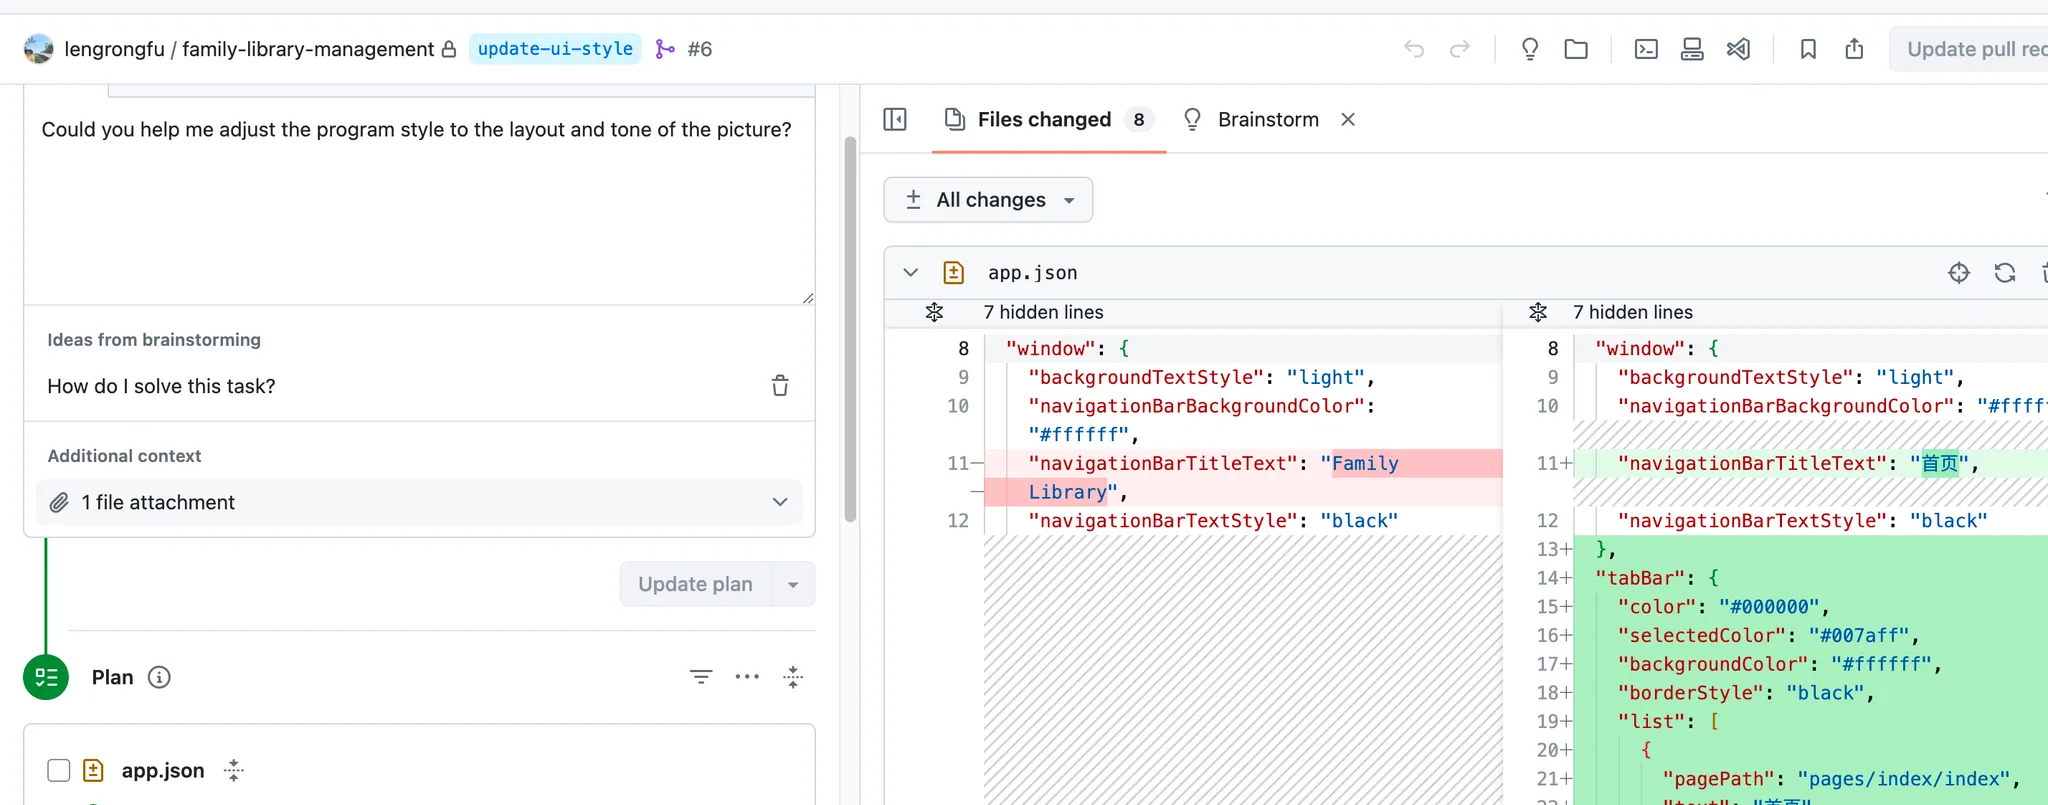 lengrongfu / family-library-management update-ui-style #6 Update pull rec
Could you help me adjust the program style to the layout and tone of the picture?
Ideas from brainstorming
How do I solve this task?
Additional context
1 file attachment
Update plan
Plan
app.json
Files changed 8 Brainstorm
All changes
app.json
7 hidden lines
8 "window": {
9 "backgroundTextStyle": "light",
10 "navigationBarBackgroundColor":
"#ffffff",
11- "navigationBarTitleText": "Family
- Library",
12 "navigationBarTextStyle": "black"
7 hidden lines
8 "window": {
9 "backgroundTextStyle": "light",
10 "navigationBarBackgroundColor": "#fffff
11+ "navigationBarTitleText": "首页",
12 "navigationBarTextStyle": "black"
13+ },
14+ "tabBar": {
15+ "color": "#000000",
16+ "selectedColor": "#007aff",
17+ "backgroundColor": "#ffffff",
18+ "borderStyle": "black",
19+ "list": [
20+ {
21+ "pagePath": "pages/index/index",